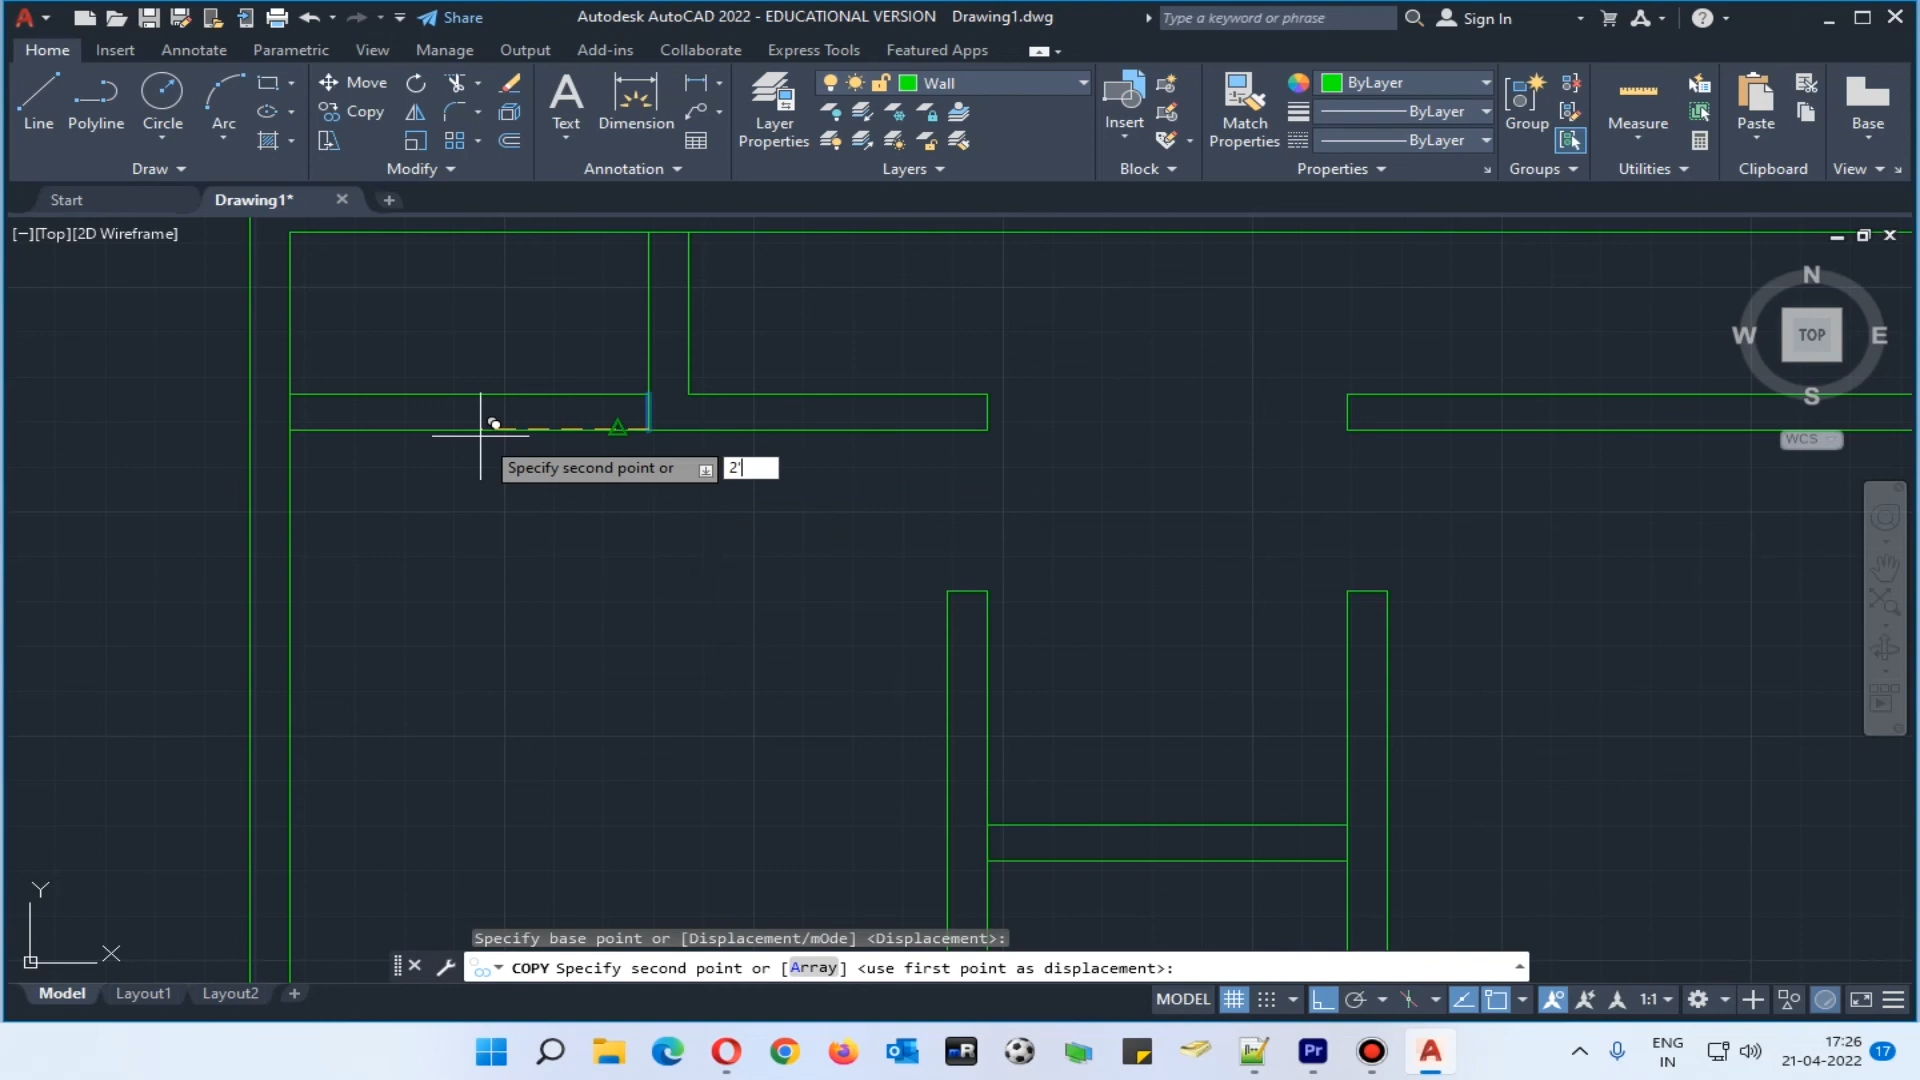 Share
Autodesk AutoCAD 2022 - EDUCATIONAL VERSION Drawing1.dwg
Type a keyword or phrase
Sign In
Home Insert Annotate Parametric View Manage Output Add-ins Collaborate Express Tools Featured Apps
Line Polyline Circle Arc
Move
Copy
Text Dimension
Layer Properties
Wall
Insert
Match Properties
ByLayer
ByLayer
ByLayer
Group
Measure
Paste
Base
Draw Modify Annotation Layers Block Properties Groups Utilities Clipboard View
Start Drawing1*
[−][Top][2D Wireframe]
N
W TOP E
S
WCS
Specify second point or 2'
Y
X
Specify base point or [Displacement/mOde] <Displacement>:
COPY Specify second point or [Array] <use first point as displacement>:
Model Layout1 Layout2
MODEL 1:1
R
Pr
A
ENG
IN
17:26
21-04-2022
17